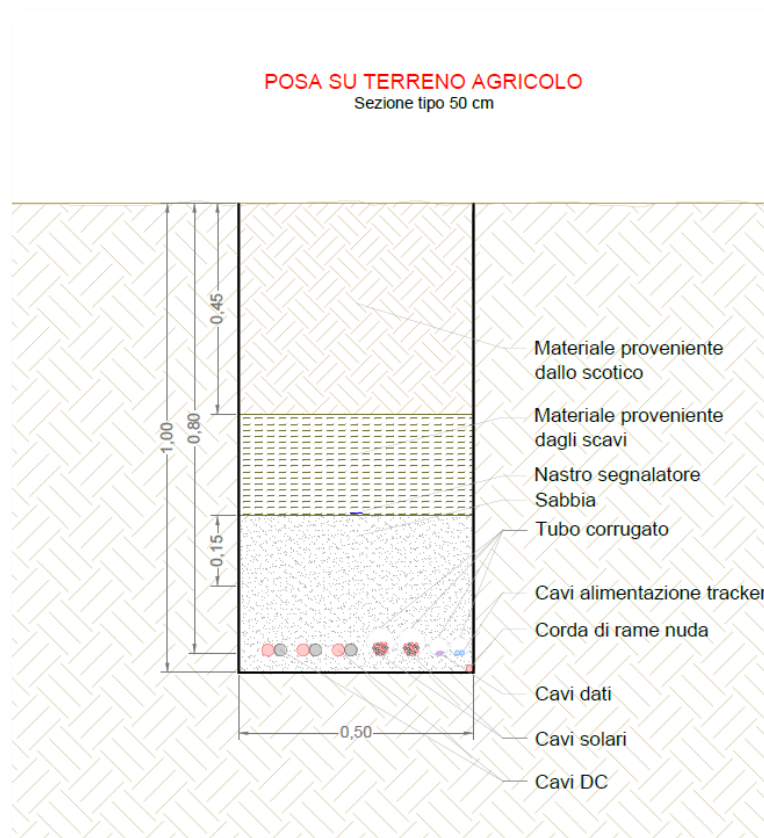 POSA SU TERRENO AGRICOLO
Sezione tipo 50 cm
0,45
0,80
1,00
0,15
0,50
Materiale proveniente
dallo scotico
Materiale proveniente
dagli scavi
Nastro segnalatore
Sabbia
Tubo corrugato
Cavi alimentazione tracker
Corda di rame nuda
Cavi dati
Cavi solari
Cavi DC